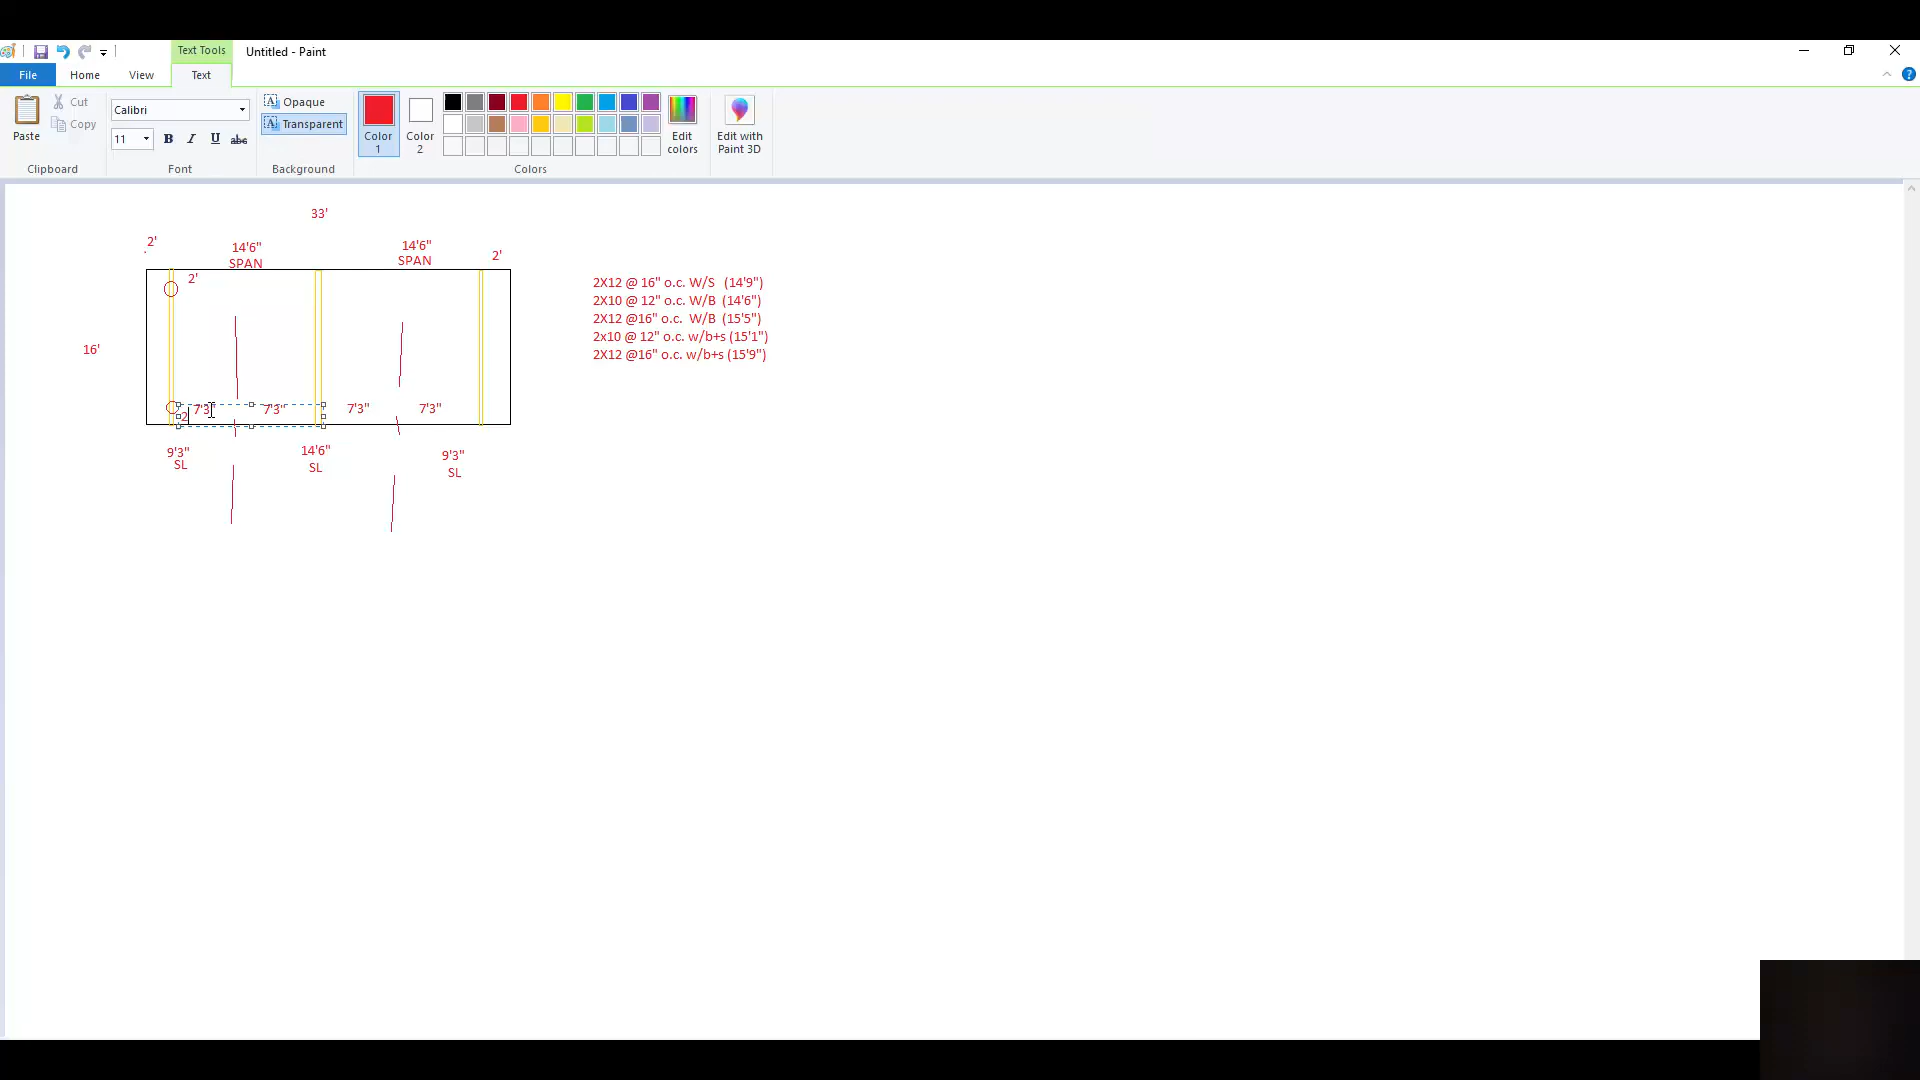 Text Tools
Untitled - Paint
File
Home
View
Text
Paste
Cut
Copy
Clipboard
Calibri
11
B I U abc
Font
Opaque
Transparent
Background
Color 1
Color 2
Edit colors
Colors
Edit with Paint 3D
33'
2'
14'6"
SPAN
14'6"
SPAN
2'
2'
16'
2X12 @ 16" o.c. W/S (14'9")
2X10 @ 12" o.c. W/B (14'6")
2X12 @16" o.c. W/B (15'5")
2x10 @ 12" o.c. w/b+s (15'1")
2X12 @16" o.c. w/b+s (15'9")
7'3"
7'3"
7'3"
7'3"
2
9'3"
SL
14'6"
SL
9'3"
SL